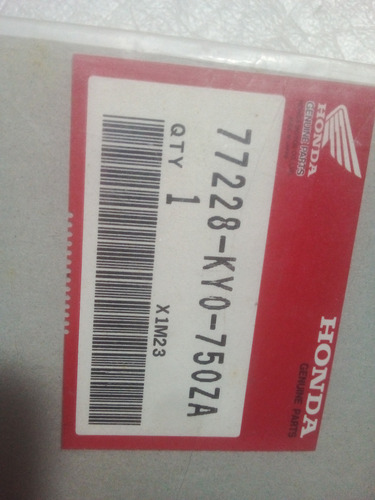 HONDA
GENUINE PARTS
77228-KY0-750ZA
QTY 1
X1M23
HONDA
GENUINE PARTS